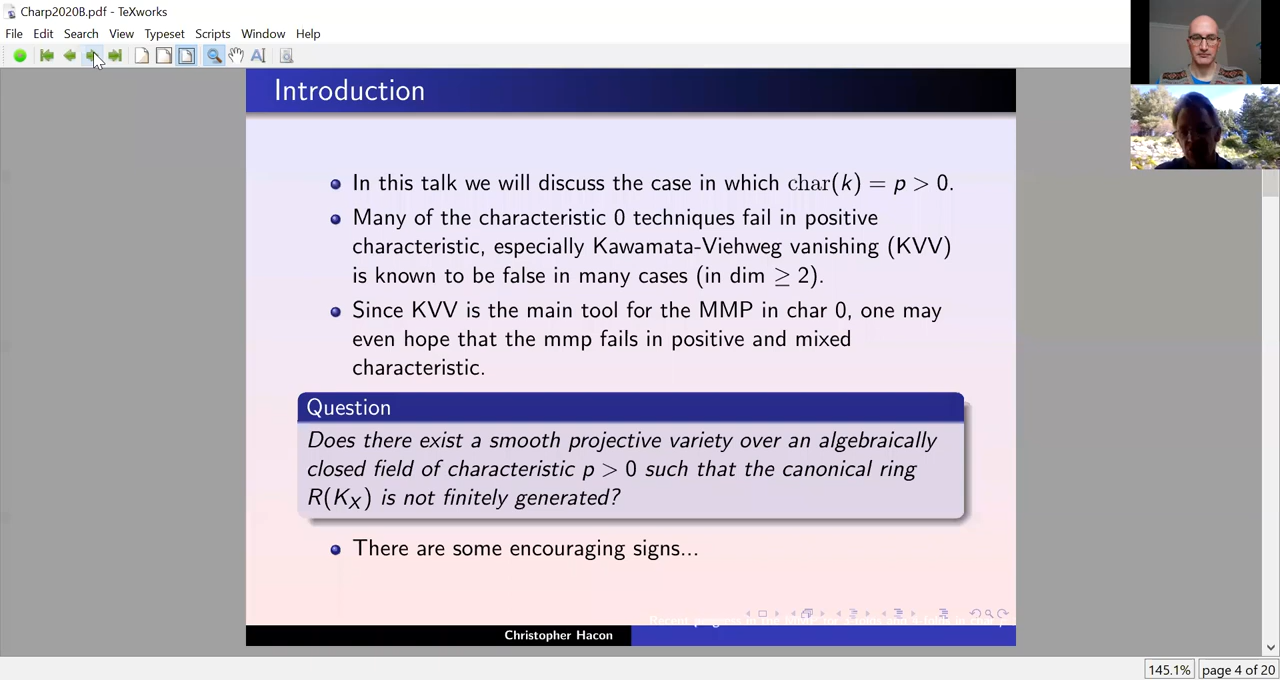 Charp2020B.pdf - TeXworks
File Edit Search View Typeset Scripts Window Help
Introduction
In this talk we will discuss the case in which char(k) = p > 0.
Many of the characteristic 0 techniques fail in positive
characteristic, especially Kawamata-Viehweg vanishing (KVV)
is known to be false in many cases (in dim ≥ 2).
Since KVV is the main tool for the MMP in char 0, one may
even hope that the mmp fails in positive and mixed
characteristic.
Question
Does there exist a smooth projective variety over an algebraically
closed field of characteristic p > 0 such that the canonical ring
R(K_X) is not finitely generated?
There are some encouraging signs...
Christopher Hacon
145.1% page 4 of 20